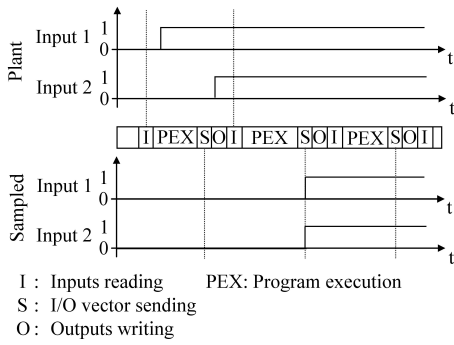 Plant
Input 1 1
0
t
Input 2 1
0
t
I PEX S O I PEX S O I PEX S O I
Sampled
Input 1 1
0
t
Input 2 1
0
t
I : Inputs reading PEX: Program execution
S : I/O vector sending
O : Outputs writing